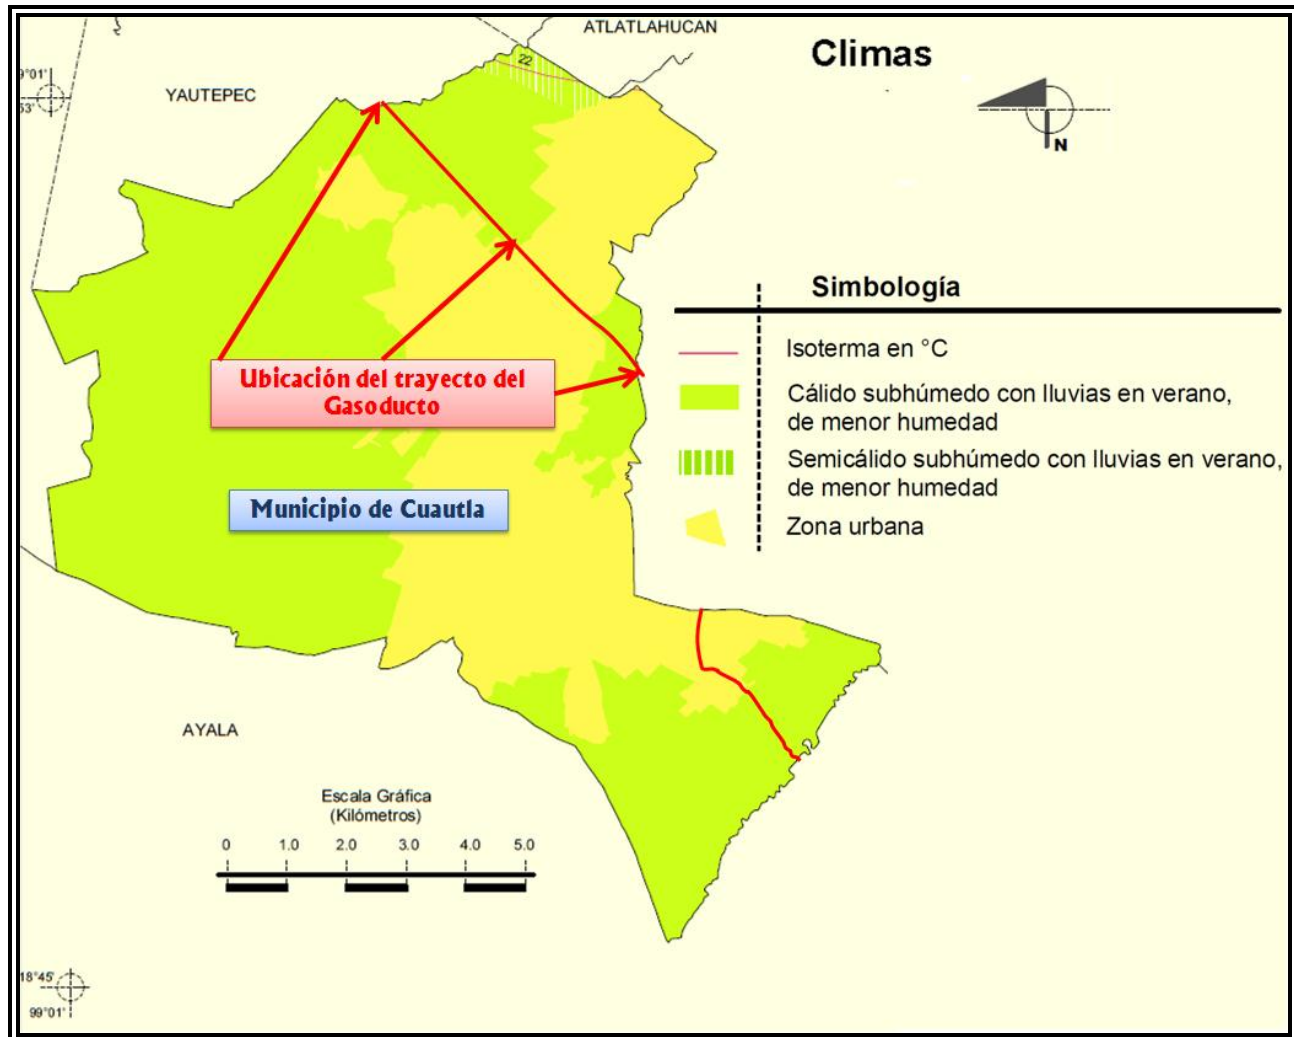 ATLATLAHUCAN
Climas
22
9°01'
53'
YAUTEPEC
N
Simbología
Isoterma en °C
Cálido subhúmedo con lluvias en verano,
de menor humedad
Semicálido subhúmedo con lluvias en verano,
de menor humedad
Zona urbana
Ubicación del trayecto del
Gasoducto
Municipio de Cuautla
AYALA
Escala Gráfica
(Kilómetros)
0 1.0 2.0 3.0 4.0 5.0
18°45'
99°01'